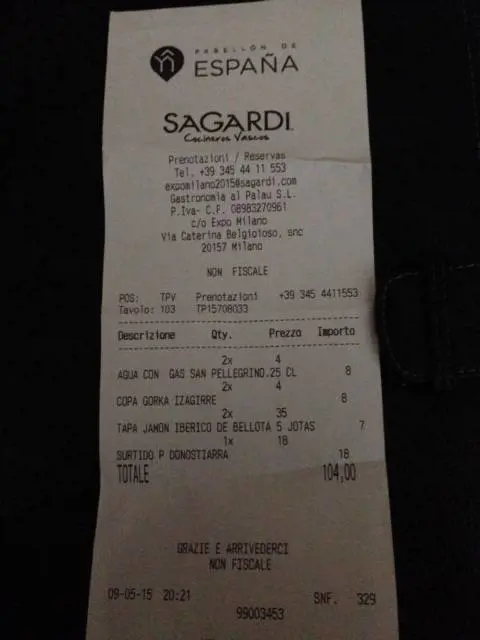 PABELLÓN DE
ESPAÑA
SAGARDI
Cocineros Vascos
Prenotazioni / Reservas
Tel. +39 345 44 11 553
expomilano2015@sagardi.com
Gastronomia al Palau S.L.
P.Iva- C.F. 08983270961
c/o Expo Milano
Via Caterina Belgioioso, snc
20157 Milano
NON FISCALE
POS: TPV Prenotazioni +39 345 4411553
Tavolo: 103 TP15708033
Descrizione Qty. Prezzo Importo
2x 4
AGUA CON GAS SAN PELLEGRINO.25 CL 8
2x 4
COPA GORKA IZAGIRRE 8
2x 35
TAPA JAMON IBERICO DE BELLOTA 5 JOTAS 7
1x 18
SURTIDO P DONOSTIARRA 18
TOTALE 104,00
GRAZIE E ARRIVEDERCI
NON FISCALE
09-05-15 20:21 SNF. 329
99003453